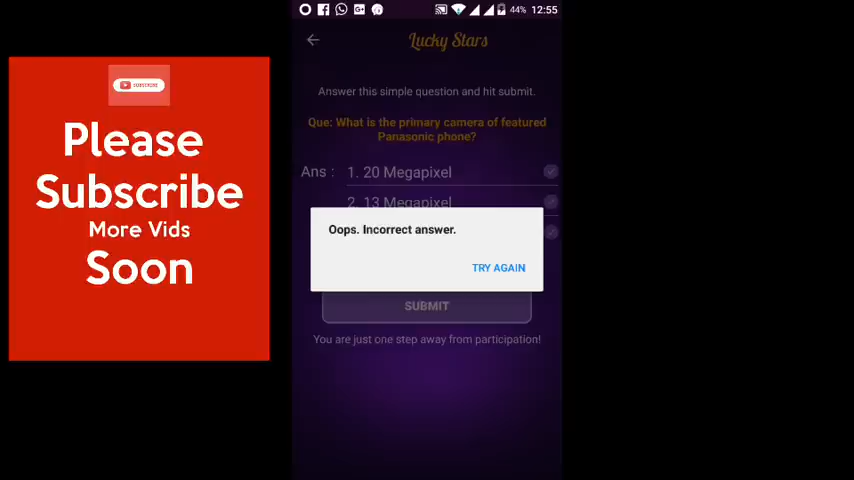 SUBSCRIBE
Please
Subscribe
More Vids
Soon
44% 12:55
Lucky Stars
Answer this simple question and hit submit.
Que: What is the primary camera of featured
Panasonic phone?
Ans : 1. 20 Megapixel
2. 13 Megapixel
Oops. Incorrect answer.
TRY AGAIN
SUBMIT
You are just one step away from participation!